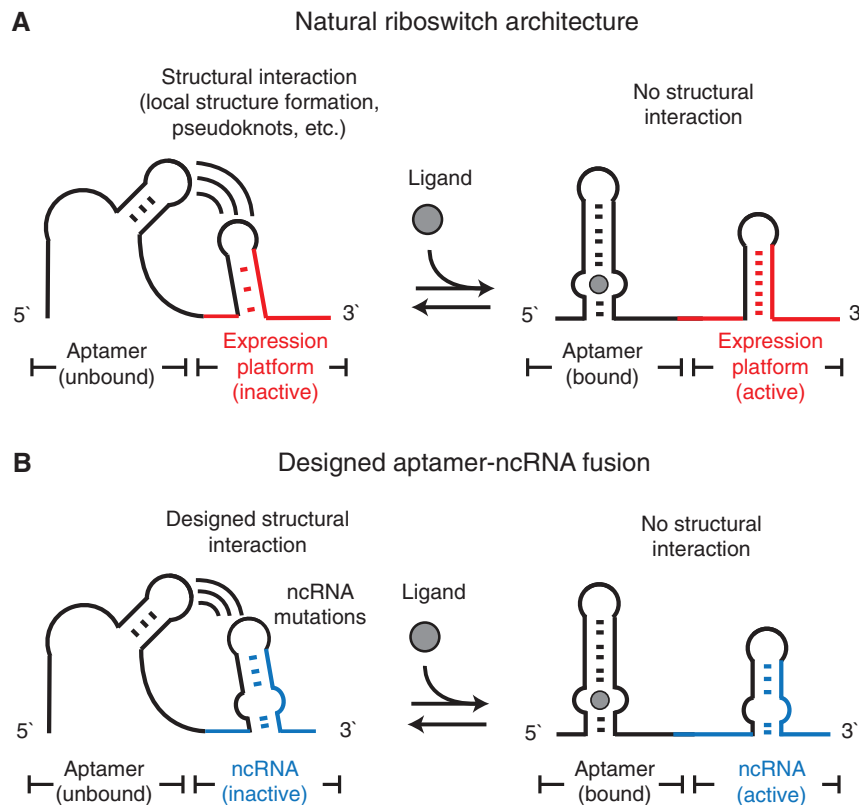 A
Natural riboswitch architecture
Structural interaction
(local structure formation,
pseudoknots, etc.)
No structural
interaction
Ligand
5`
3`
5`
3`
Aptamer
(unbound)
Expression
platform
(inactive)
Aptamer
(bound)
Expression
platform
(active)
B
Designed aptamer-ncRNA fusion
Designed structural
interaction
No structural
interaction
ncRNA
mutations
Ligand
5`
3`
5`
3`
Aptamer
(unbound)
ncRNA
(inactive)
Aptamer
(bound)
ncRNA
(active)